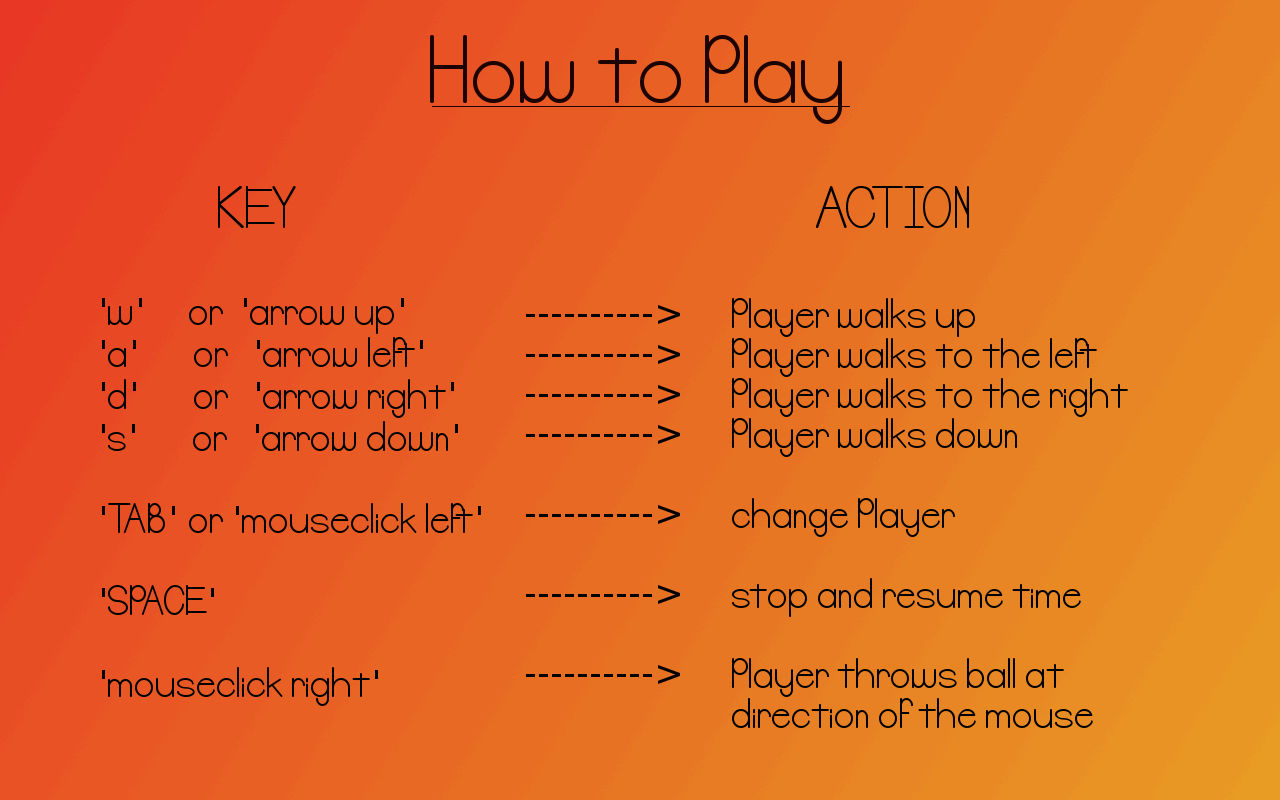 How to Play
KEY ACTION
'w' or 'arrow up' ----------> Player walks up
'a' or 'arrow left' ----------> Player walks to the left
'd' or 'arrow right' ----------> Player walks to the right
's' or 'arrow down' ----------> Player walks down
'TAB' or 'mouseclick left' ----------> change Player
'SPACE' ----------> stop and resume time
'mouseclick right' ----------> Player throws ball at
direction of the mouse